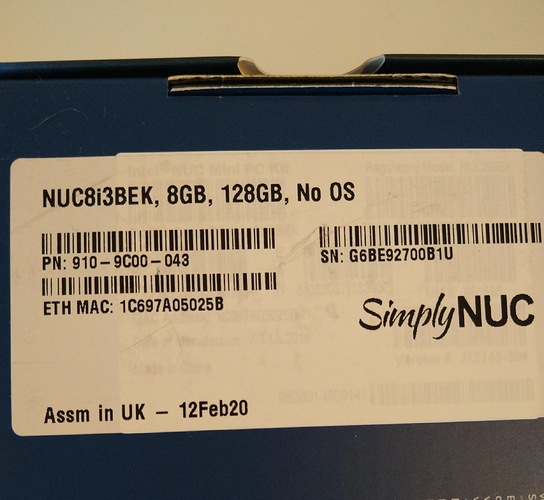 NUC8i3BEK, 8GB, 128GB, No OS
PN: 910-9C00-043
SN: G6BE92700B1U
ETH MAC: 1C697A05025B
SimplyNUC
Assm in UK - 12Feb20